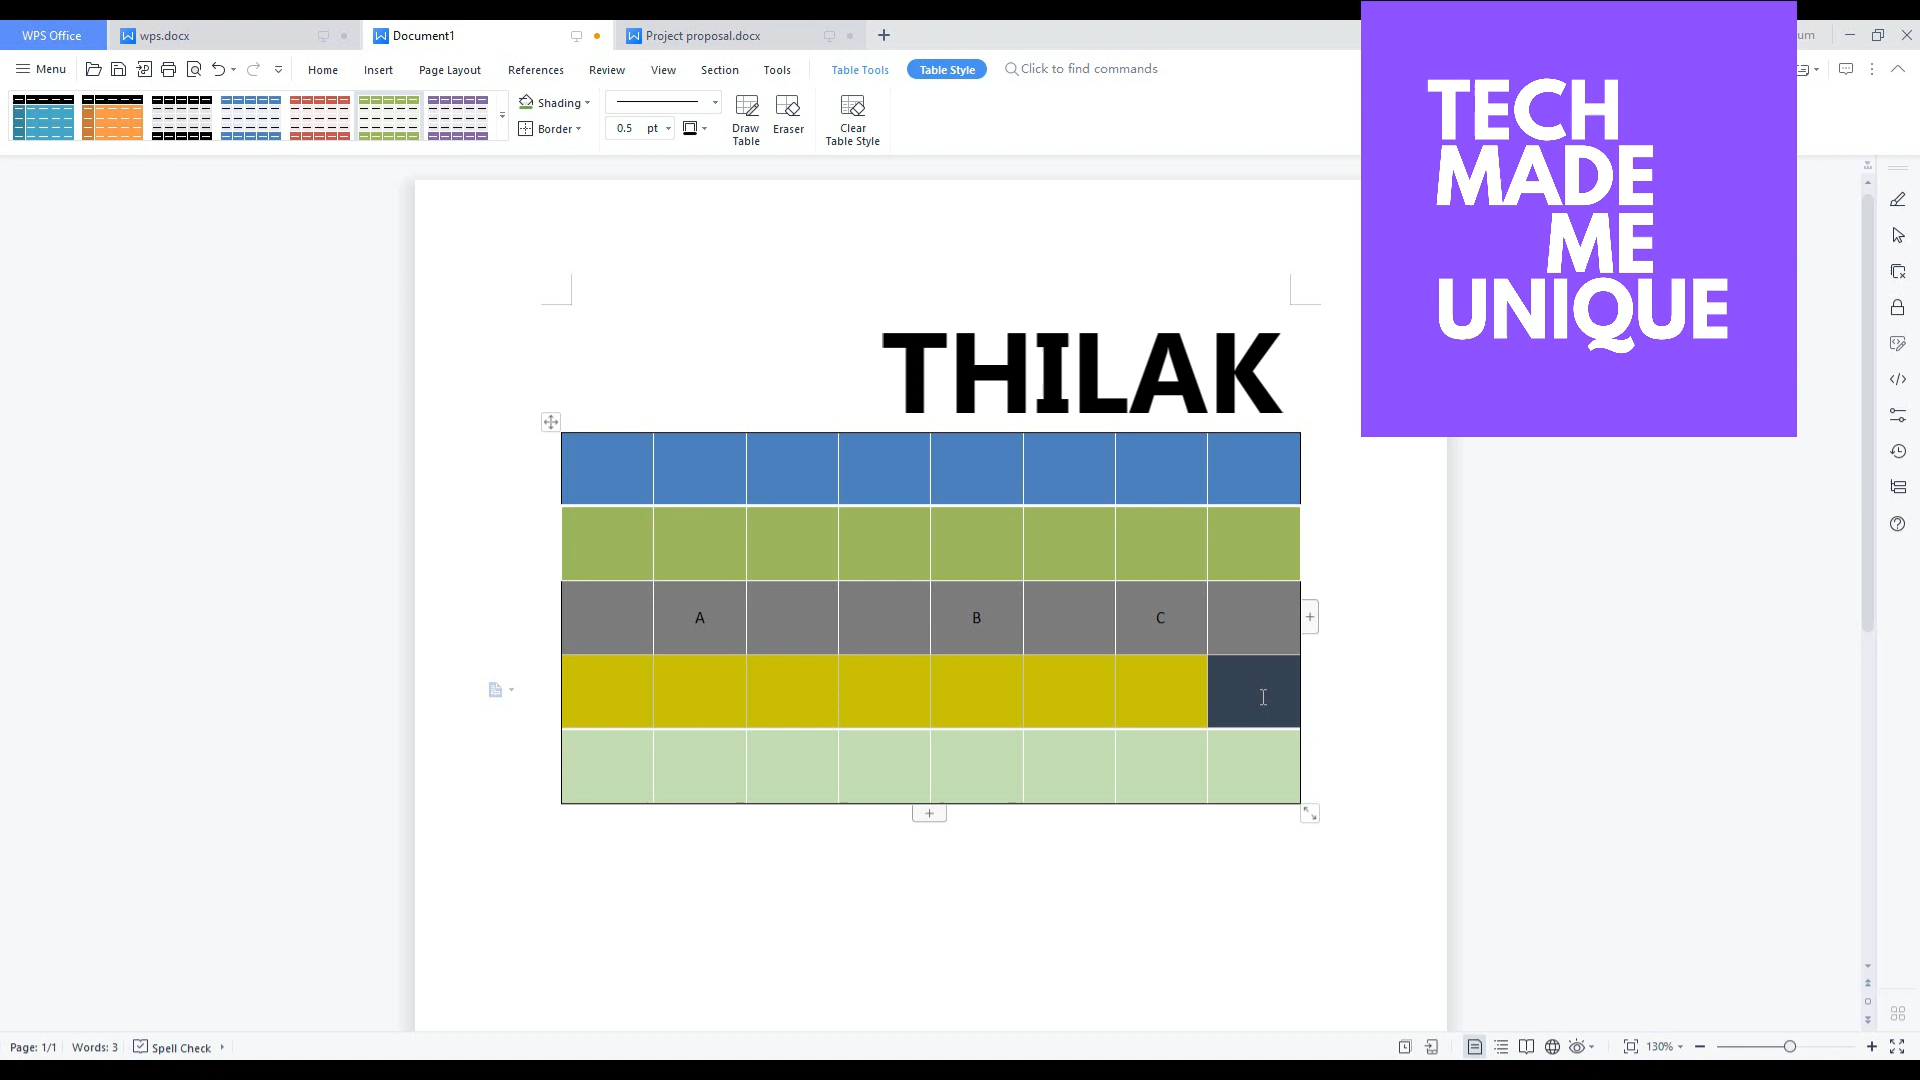 WPS Office
wps.docx
Document1
Project proposal.docx
um
Menu
Home
Insert
Page Layout
References
Review
View
Section
Tools
Table Tools
Table Style
Click to find commands
Shading
Border
0.5 pt
Draw
Table
Eraser
Clear
Table Style
TECH
MADE
ME
UNIQUE
THILAK
A B C
Page: 1/1
Words: 3
Spell Check
130%